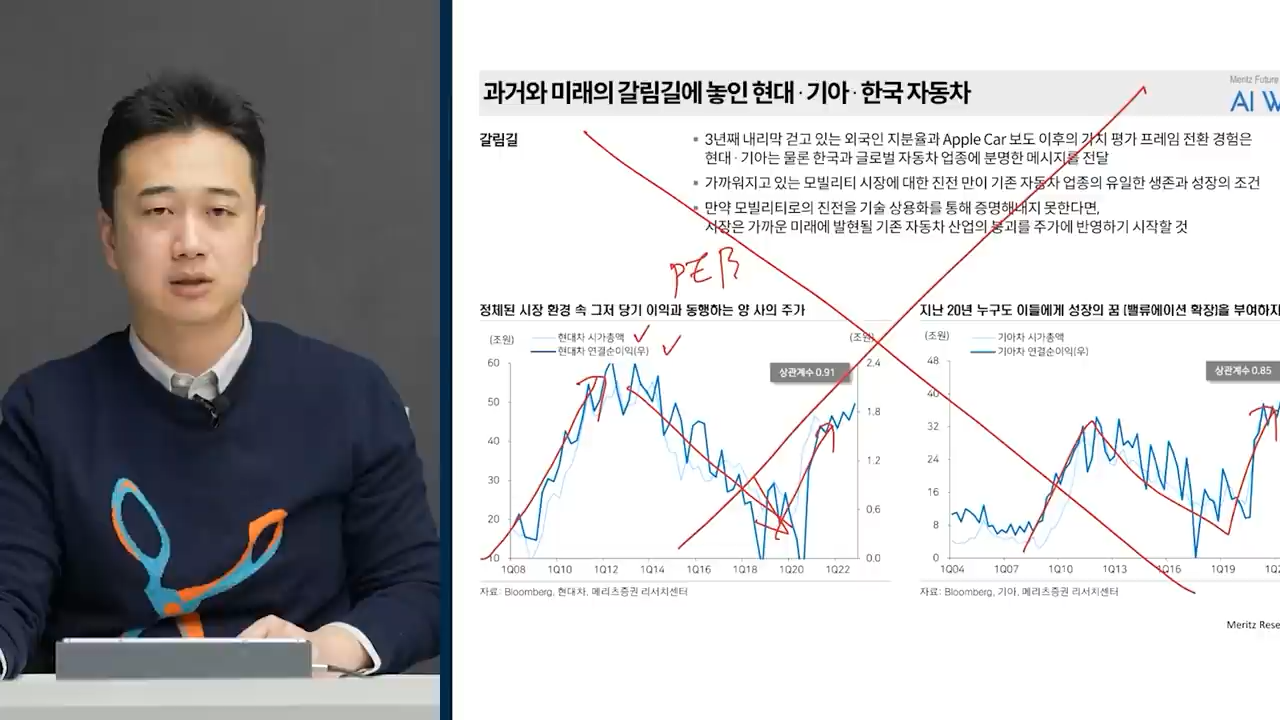 과거와 미래의 갈림길에 놓인 현대 · 기아 · 한국 자동차
Meritz Future
AI W
갈림길
▪ 3년째 내리막 걷고 있는 외국인 지분율과 Apple Car 보도 이후의 가치 평가 프레임 전환 경험은
현대 · 기아는 물론 한국과 글로벌 자동차 업종에 분명한 메시지를 전달
▪ 가까워지고 있는 모빌리티 시장에 대한 진전 만이 기존 자동차 업종의 유일한 생존과 성장의 조건
▪ 만약 모빌리티로의 진전을 기술 상용화를 통해 증명해내지 못한다면,
시장은 가까운 미래에 발현될 기존 자동차 산업의 붕괴를 주가에 반영하기 시작할 것
정체된 시장 환경 속 그저 당기 이익과 동행하는 양 사의 주가
(조원)
현대차 시가총액
현대차 연결순이익(우)
(조원)
상관계수 0.91
60
50
40
30
20
10
2.4
1.8
1.2
0.6
0.0
1Q08 1Q10 1Q12 1Q14 1Q16 1Q18 1Q20 1Q22
자료: Bloomberg, 현대차, 메리츠증권 리서치센터
지난 20년 누구도 이들에게 성장의 꿈 (밸류에이션 확장)을 부여하지
(조원)
기아차 시가총액
기아차 연결순이익(우)
상관계수 0.85
48
40
32
24
16
8
0
1Q04 1Q07 1Q10 1Q13 1Q16 1Q19 1Q2
자료: Bloomberg, 기아, 메리츠증권 리서치센터
Meritz Rese